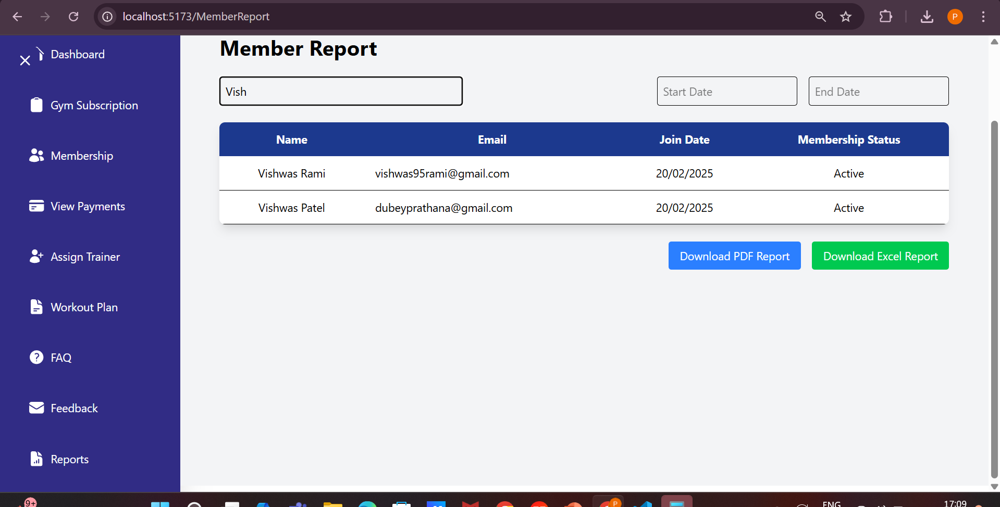 localhost:5173/MemberReport
P
Dashboard
Gym Subscription
Membership
View Payments
Assign Trainer
Workout Plan
FAQ
Feedback
Reports
Member Report
Vish
Start Date
End Date
Name Email Join Date Membership Status
Vishwas Rami vishwas95rami@gmail.com 20/02/2025 Active
Vishwas Patel dubeyprathana@gmail.com 20/02/2025 Active
Download PDF Report
Download Excel Report
9+
P
ENG
17:09